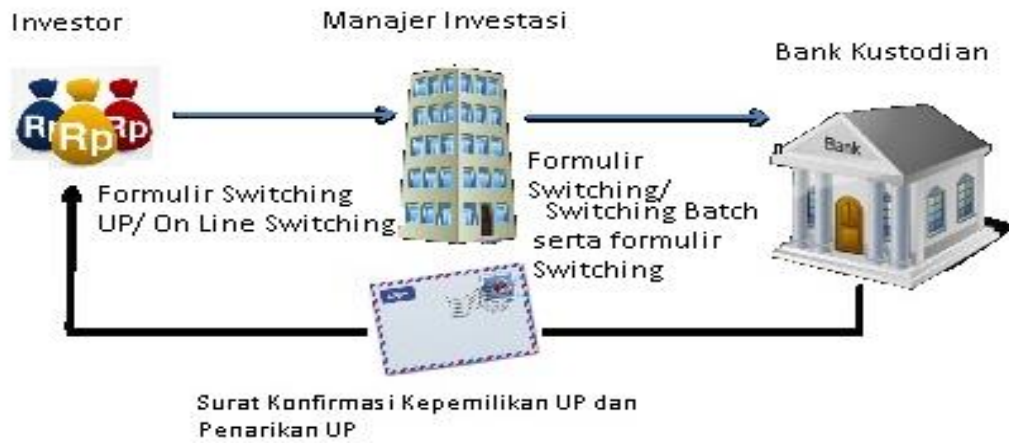 Investor
Manajer Investasi
Bank Kustodian
Rp
Rp
Rp
Bank
Formulir Switching
UP/ On Line Switching
Formulir
Switching/
Switching Batch
serta formulir
Switching
Surat Konfirmasi Kepemilikan UP dan
Penarikan UP